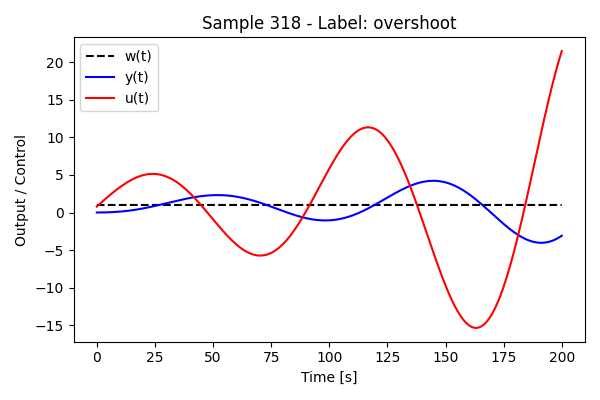 Sample 318 - Label: overshoot
w(t)
y(t)
u(t)
Output / Control
20
15
10
5
0
−5
−10
−15
0
25
50
75
100
125
150
175
200
Time [s]